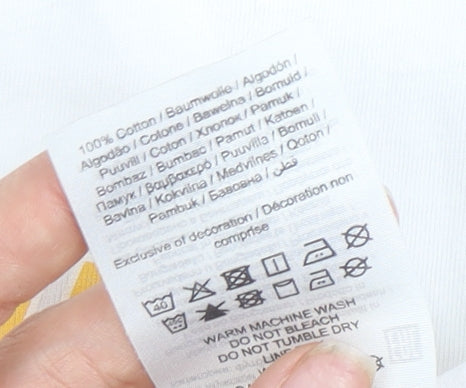 100% Cotton / Baumwolle / Algodón /
Algodão / Cotone / Bawełna / Bomuld /
Puuvill / Coton / Хлопок / Pamuk /
Bombaz / Bumbac / Pamut / Katoen /
Памук / Βαμβακερό / Puuvilla / Bomull /
Bavlna / Kokvilna / Medvilnės / Qoton /
Pambuk / Бавовна / قطن
Exclusive of decoration / Décoration non
comprise
40
WARM MACHINE WASH
DO NOT BLEACH
DO NOT TUMBLE DRY
LINE